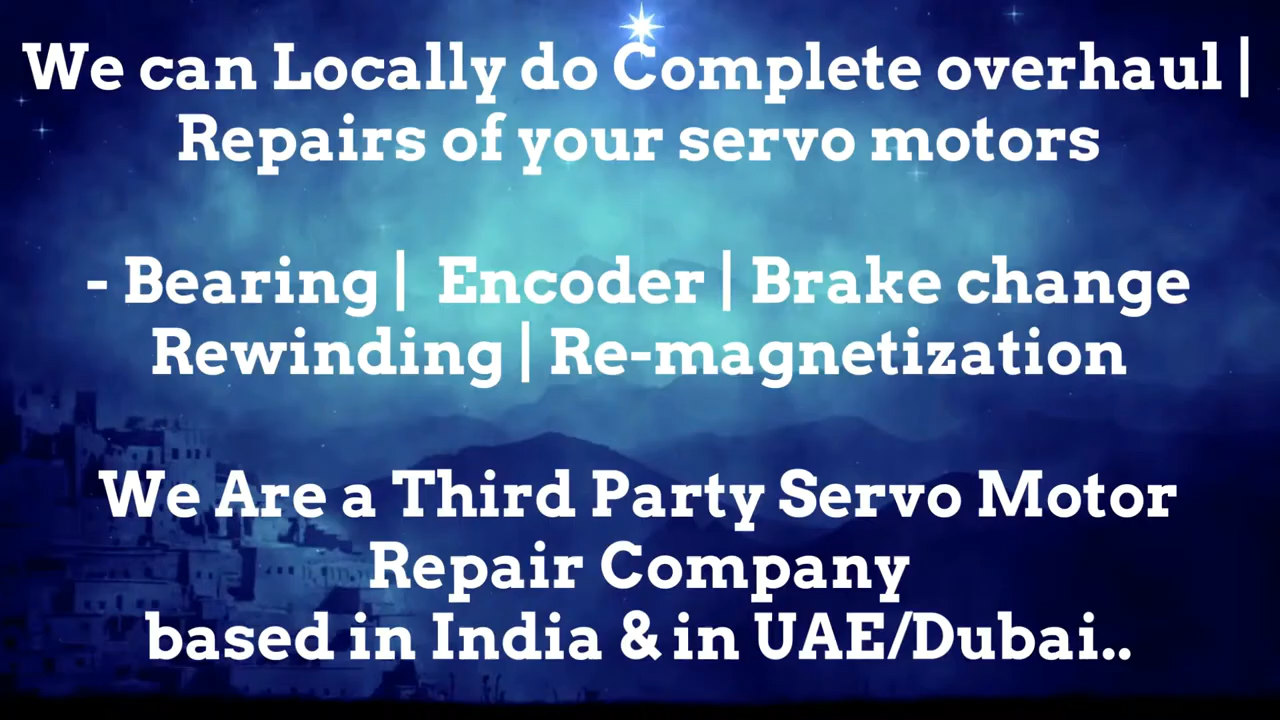 We can Locally do Complete overhaul |
Repairs of your servo motors
- Bearing | Encoder | Brake change
Rewinding | Re-magnetization
We Are a Third Party Servo Motor
Repair Company
based in India & in UAE/Dubai..